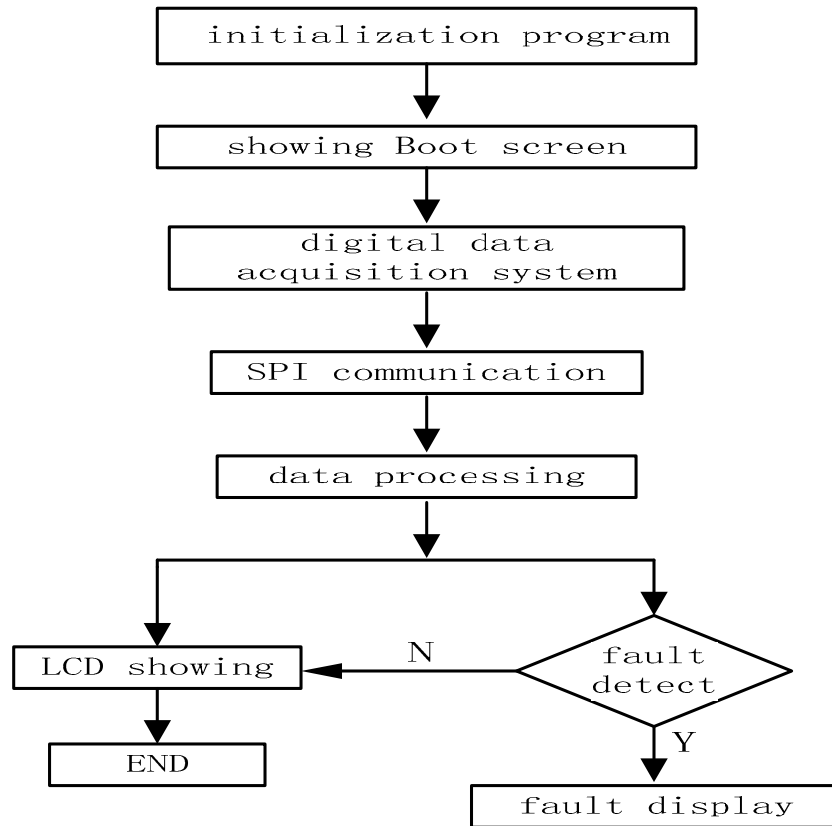 initialization program
showing Boot screen
digital data
acquisition system
SPI communication
data processing
LCD showing
N
fault
detect
END
Y
fault display